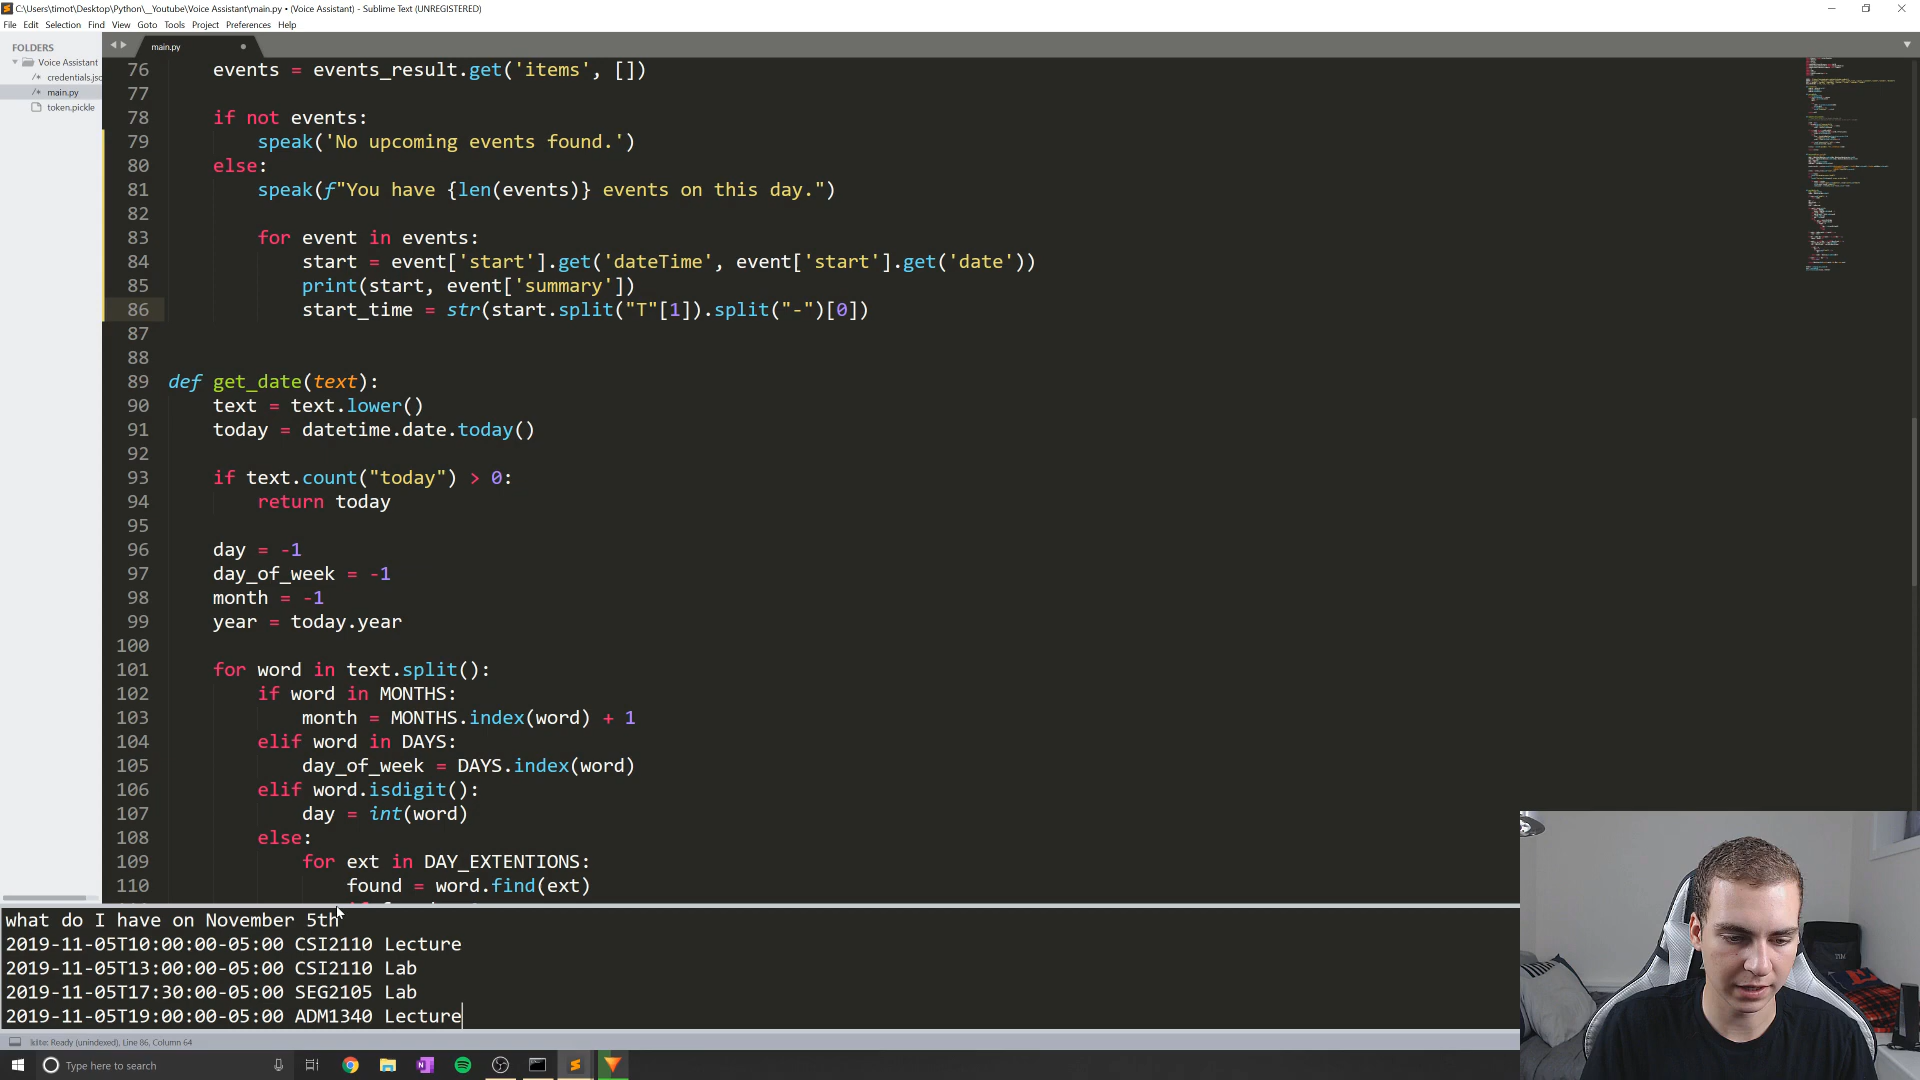 C:\Users\timot\Desktop\Python\__Youtube\Voice Assistant\main.py • (Voice Assistant) - Sublime Text (UNREGISTERED)
File Edit Selection Find View Goto Tools Project Preferences Help
FOLDERS
Voice Assistant
credentials.jsc
main.py
token.pickle
main.py
76 events = events_result.get('items', [])
77
78 if not events:
79 speak('No upcoming events found.')
80 else:
81 speak(f"You have {len(events)} events on this day.")
82
83 for event in events:
84 start = event['start'].get('dateTime', event['start'].get('date'))
85 print(start, event['summary'])
86 start_time = str(start.split("T"[1]).split("-")[0])
87
88
89 def get_date(text):
90 text = text.lower()
91 today = datetime.date.today()
92
93 if text.count("today") > 0:
94 return today
95
96 day = -1
97 day_of_week = -1
98 month = -1
99 year = today.year
100
101 for word in text.split():
102 if word in MONTHS:
103 month = MONTHS.index(word) + 1
104 elif word in DAYS:
105 day_of_week = DAYS.index(word)
106 elif word.isdigit():
107 day = int(word)
108 else:
109 for ext in DAY_EXTENTIONS:
110 found = word.find(ext)
what do I have on November 5th
2019-11-05T10:00:00-05:00 CSI2110 Lecture
2019-11-05T13:00:00-05:00 CSI2110 Lab
2019-11-05T17:30:00-05:00 SEG2105 Lab
2019-11-05T19:00:00-05:00 ADM1340 Lecture
kite: Ready (unindexed), Line 86, Column 64
Type here to search